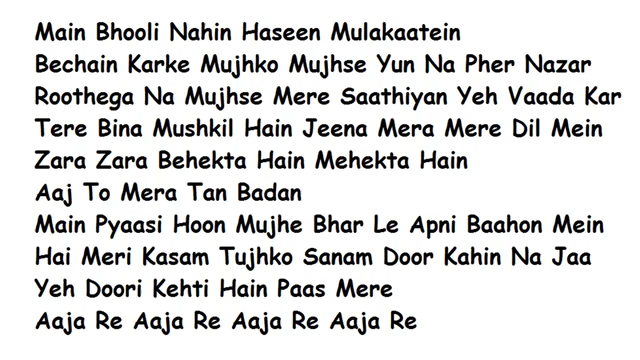 Main Bhooli Nahin Haseen Mulakaatein
Bechain Karke Mujhko Mujhse Yun Na Pher Nazar
Roothega Na Mujhse Mere Saathiyan Yeh Vaada Kar
Tere Bina Mushkil Hain Jeena Mera Mere Dil Mein
Zara Zara Behekta Hain Mehekta Hain
Aaj To Mera Tan Badan
Main Pyaasi Hoon Mujhe Bhar Le Apni Baahon Mein
Hai Meri Kasam Tujhko Sanam Door Kahin Na Jaa
Yeh Doori Kehti Hain Paas Mere
Aaja Re Aaja Re Aaja Re Aaja Re